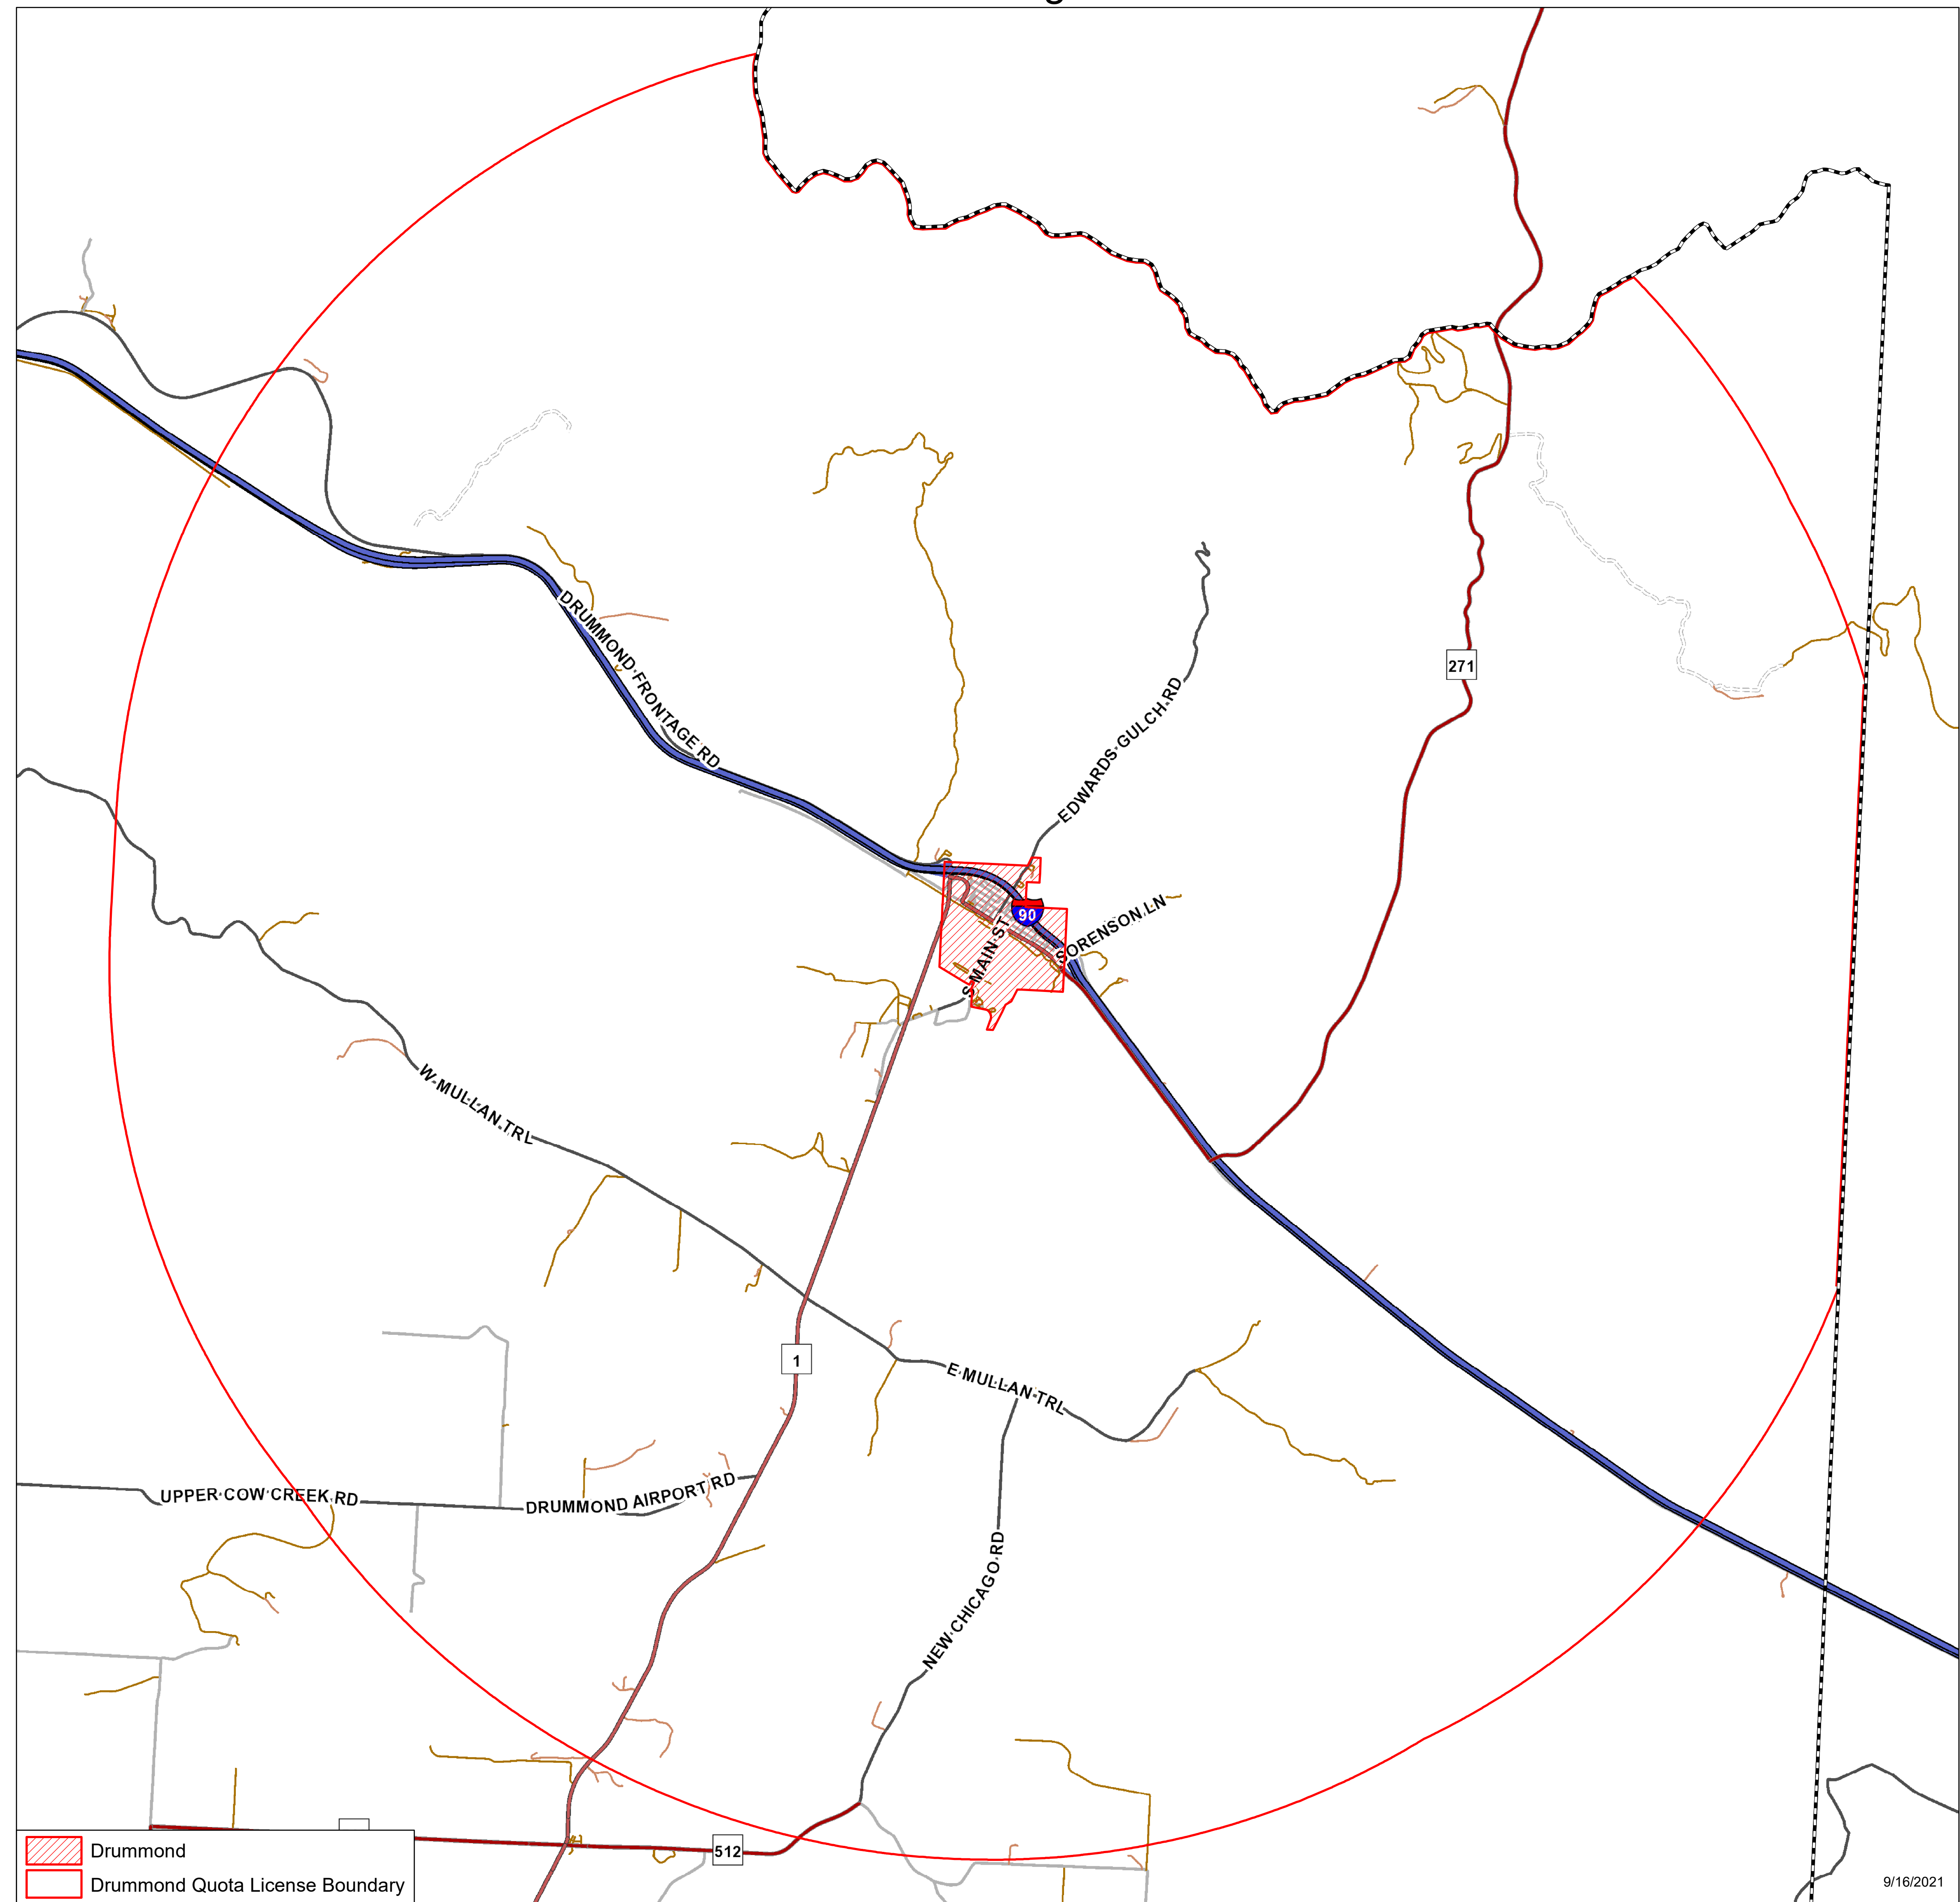 DRUMMOND FRONTAGE RD
271
EDWARDS GULCH RD
90
SORENSON LN
S MAIN ST
W MULLAN TRL
1
E MULLAN TRL
UPPER COW CREEK RD
DRUMMOND AIRPORT RD
NEW CHICAGO RD
512
Drummond
Drummond Quota License Boundary
9/16/2021